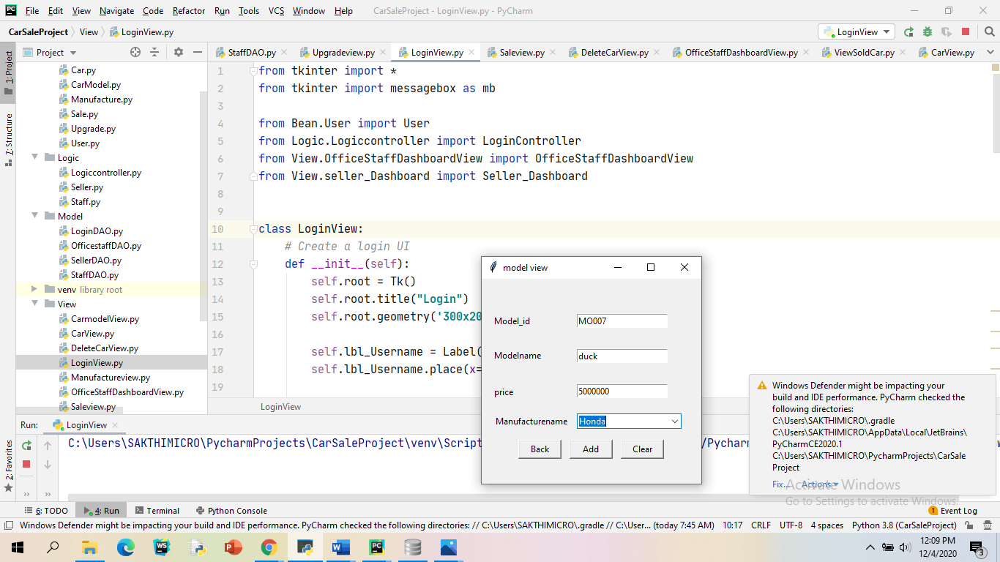 File Edit View Navigate Code Refactor Run Tools VCS Window Help CarSaleProject - LoginView.py - PyCharm
CarSaleProject View LoginView.py LoginView
Project StaffDAO.py Upgradeview.py LoginView.py Saleview.py DeleteCarView.py OfficeStaffDashboardView.py ViewSoldCar.py CarView.py
1: Project
7: Structure
2: Favorites
Car.py
CarModel.py
Manufacture.py
Sale.py
Upgrade.py
User.py
Logic
Logiccontroller.py
Seller.py
Staff.py
Model
LoginDAO.py
OfficestaffDAO.py
SellerDAO.py
StaffDAO.py
venv library root
View
CarmodelView.py
CarView.py
DeleteCarView.py
LoginView.py
Manufactureview.py
OfficeStaffDashboardView.py
Saleview.py
1 from tkinter import *
2 from tkinter import messagebox as mb
3
4 from Bean.User import User
5 from Logic.Logiccontroller import LoginController
6 from View.OfficeStaffDashboardView import OfficeStaffDashboardView
7 from View.seller_Dashboard import Seller_Dashboard
8
9
10 class LoginView:
11 # Create a login UI
12 def __init__(self):
13 self.root = Tk()
14 self.root.title("Login")
15 self.root.geometry('300x20
16
17 self.lbl_Username = Label(
18 self.lbl_Username.place(x=
19
LoginView
model view
Model_id MO007
Modelname duck
price 5000000
Manufacturename Honda
Back Add Clear
Windows Defender might be impacting your
build and IDE performance. PyCharm checked the
following directories:
C:\Users\SAKTHIMICRO\.gradle
C:\Users\SAKTHIMICRO\AppData\Local\JetBrains\
PyCharmCE2020.1
C:\Users\SAKTHIMICRO\PycharmProjects\CarSale
Project
Fix... Actions
Activate Windows
Go to Settings to activate Windows.
Run: LoginView
C:\Users\SAKTHIMICRO\PycharmProjects\CarSaleProject\venv\Script /Pycharm
6: TODO 4: Run Terminal Python Console 1 Event Log
Windows Defender might be impacting your build and IDE performance. PyCharm checked the following directories: // C:\Users\SAKTHIMICRO\.gradle // C:\User... (today 7:45 AM) 10:17 CRLF UTF-8 4 spaces Python 3.8 (CarSaleProject)
12:09 PM
12/4/2020
3